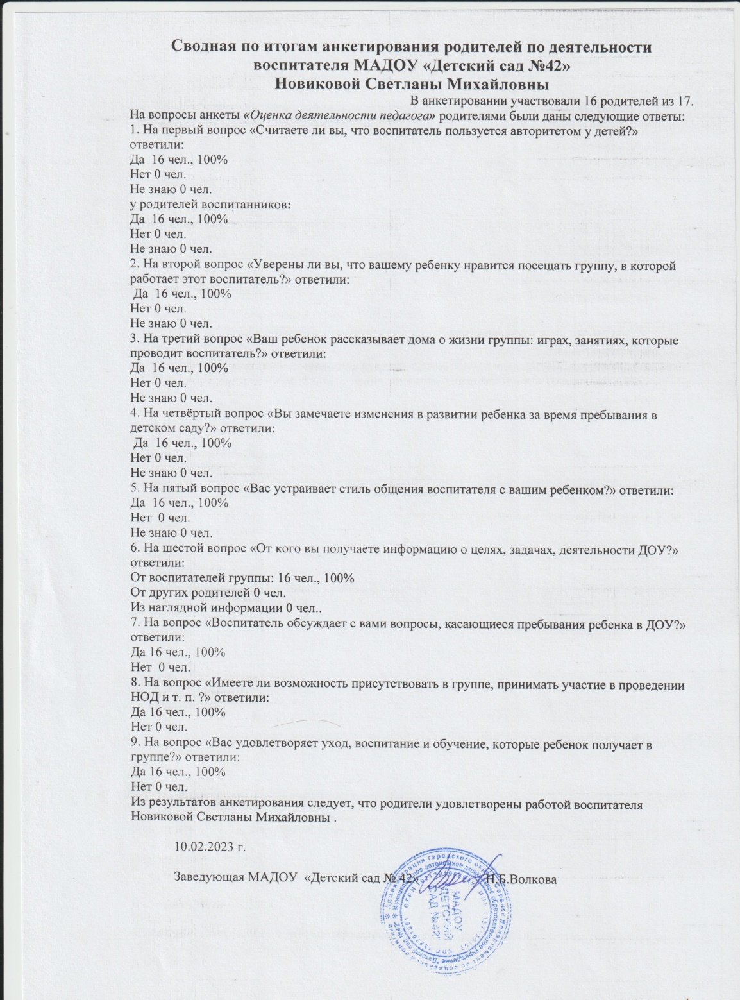 Сводная по итогам анкетирования родителей по деятельности
воспитателя МАДОУ «Детский сад №42»
Новиковой Светланы Михайловны
В анкетировании участвовали 16 родителей из 17.
На вопросы анкеты «Оценка деятельности педагога» родителями были даны следующие ответы:
1. На первый вопрос «Считаете ли вы, что воспитатель пользуется авторитетом у детей?»
ответили:
Да 16 чел., 100%
Нет 0 чел.
Не знаю 0 чел.
у родителей воспитанников:
Да 16 чел., 100%
Нет 0 чел.
Не знаю 0 чел.
2. На второй вопрос «Уверены ли вы, что вашему ребенку нравится посещать группу, в которой
работает этот воспитатель?» ответили:
Да 16 чел., 100%
Нет 0 чел.
Не знаю 0 чел.
3. На третий вопрос «Ваш ребенок рассказывает дома о жизни группы: играх, занятиях, которые
проводит воспитатель?» ответили:
Да 16 чел., 100%
Нет 0 чел.
Не знаю 0 чел.
4. На четвёртый вопрос «Вы замечаете изменения в развитии ребенка за время пребывания в
детском саду?» ответили:
Да 16 чел., 100%
Нет 0 чел.
Не знаю 0 чел.
5. На пятый вопрос «Вас устраивает стиль общения воспитателя с вашим ребенком?» ответили:
Да 16 чел., 100%
Нет 0 чел.
Не знаю 0 чел.
6. На шестой вопрос «От кого вы получаете информацию о целях, задачах, деятельности ДОУ?»
ответили:
От воспитателей группы: 16 чел., 100%
От других родителей 0 чел.
Из наглядной информации 0 чел..
7. На вопрос «Воспитатель обсуждает с вами вопросы, касающиеся пребывания ребенка в ДОУ?»
ответили:
Да 16 чел., 100%
Нет 0 чел.
8. На вопрос «Имеете ли возможность присутствовать в группе, принимать участие в проведении
НОД и т. п. ?» ответили:
Да 16 чел., 100%
Нет 0 чел.
9. На вопрос «Вас удовлетворяет уход, воспитание и обучение, которые ребенок получает в
группе?» ответили:
Да 16 чел., 100%
Нет 0 чел.
Из результатов анкетирования следует, что родители удовлетворены работой воспитателя
Новиковой Светланы Михайловны .
10.02.2023 г.
Заведующая МАДОУ «Детский сад № 42» Н.Б.Волкова
МАДОУ
ДЕТСКИЙ
САД №42